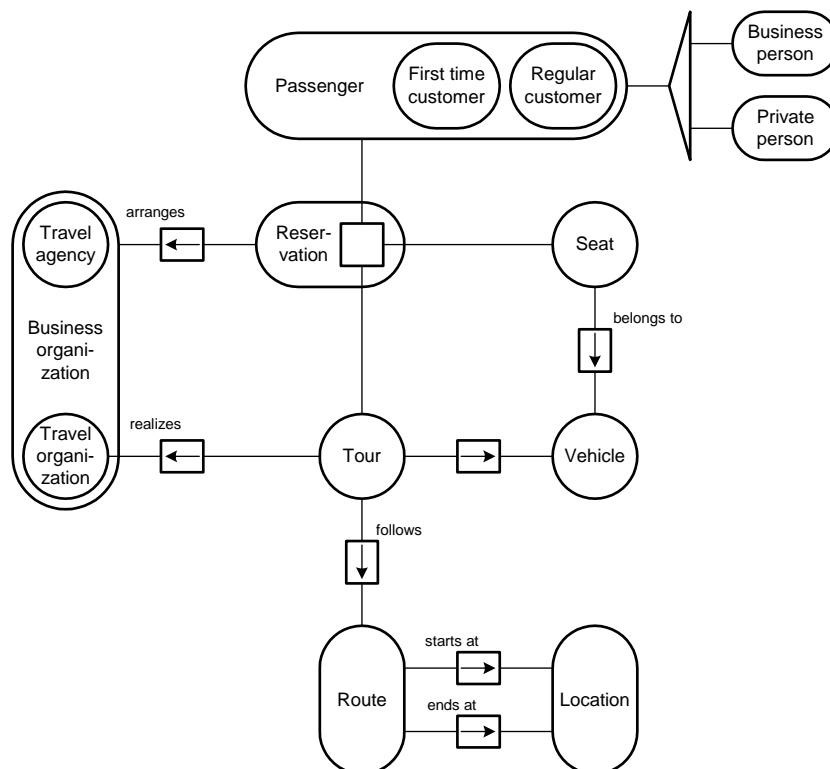 Business
person
Passenger
First time
customer
Regular
customer
Private
person
arranges
Travel
agency
Reser-
vation
Seat
belongs to
Business
organi-
zation
realizes
Travel
organi-
zation
Tour
Vehicle
follows
starts at
Route
ends at
Location